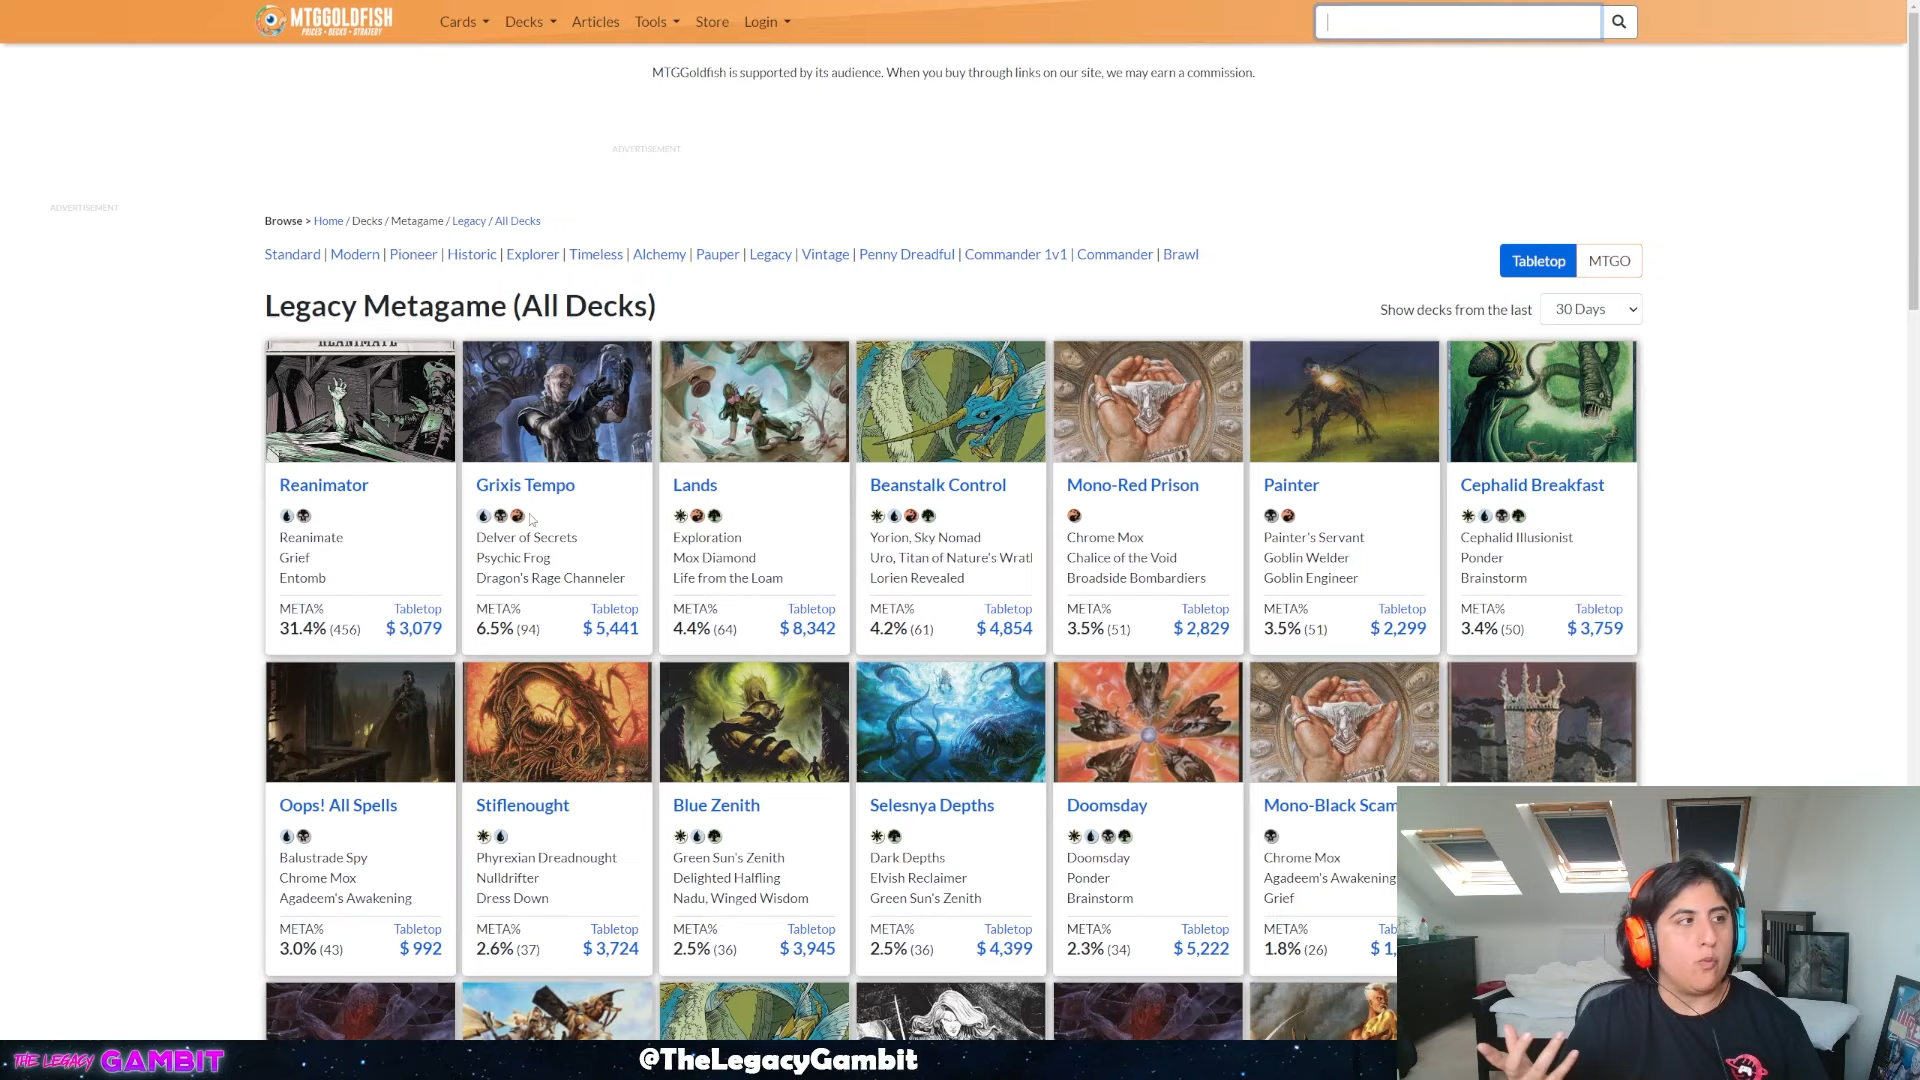 MTGGOLDFISH
PRICES • DECKS • STRATEGY
Cards
Decks
Articles
Tools
Store
Login
MTGGoldfish is supported by its audience. When you buy through links on our site, we may earn a commission.
ADVERTISEMENT
ADVERTISEMENT
Browse > Home / Decks / Metagame / Legacy / All Decks
Standard | Modern | Pioneer | Historic | Explorer | Timeless | Alchemy | Pauper | Legacy | Vintage | Penny Dreadful | Commander 1v1 | Commander | Brawl
Tabletop
MTGO
Legacy Metagame (All Decks)
Show decks from the last
30 Days
REANIMATE
Reanimator
Reanimate
Grief
Entomb
META%
Tabletop
31.4% (456)
$ 3,079
Grixis Tempo
Delver of Secrets
Psychic Frog
Dragon's Rage Channeler
META%
Tabletop
6.5% (94)
$ 5,441
Lands
Exploration
Mox Diamond
Life from the Loam
META%
Tabletop
4.4% (64)
$ 8,342
Beanstalk Control
Yorion, Sky Nomad
Uro, Titan of Nature's Wrat
Lorien Revealed
META%
Tabletop
4.2% (61)
$ 4,854
Mono-Red Prison
Chrome Mox
Chalice of the Void
Broadside Bombardiers
META%
Tabletop
3.5% (51)
$ 2,829
Painter
Painter's Servant
Goblin Welder
Goblin Engineer
META%
Tabletop
3.5% (51)
$ 2,299
Cephalid Breakfast
Cephalid Illusionist
Ponder
Brainstorm
META%
Tabletop
3.4% (50)
$ 3,759
Oops! All Spells
Balustrade Spy
Chrome Mox
Agadeem's Awakening
META%
Tabletop
3.0% (43)
$ 992
Stiflenought
Phyrexian Dreadnought
Nulldrifter
Dress Down
META%
Tabletop
2.6% (37)
$ 3,724
Blue Zenith
Green Sun's Zenith
Delighted Halfling
Nadu, Winged Wisdom
META%
Tabletop
2.5% (36)
$ 3,945
Selesnya Depths
Dark Depths
Elvish Reclaimer
Green Sun's Zenith
META%
Tabletop
2.5% (36)
$ 4,399
Doomsday
Doomsday
Ponder
Brainstorm
META%
Tabletop
2.3% (34)
$ 5,222
Mono-Black Scam
Chrome Mox
Agadeem's Awakening
Grief
META%
Tab
1.8% (26)
$ 1,
THE LEGACY GAMBIT
@TheLegacyGambit